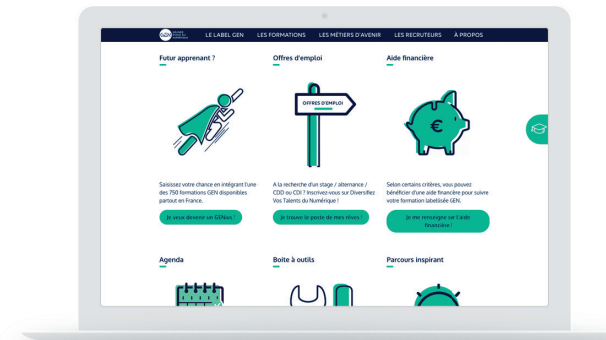 GEN
LE LABEL GEN
LES FORMATIONS
LES MÉTIERS D'AVENIR
LES RECRUTEURS
À PROPOS
Futur apprenant ?
Offres d'emploi
Aide financière
OFFRES D'EMPLOI
€
Saisissez votre chance en intégrant l'une
des 750 formations GEN disponibles
partout en France.
Je veux devenir un GENius !
A la recherche d'un stage / alternance /
CDD ou CDI ? Inscrivez-vous sur Diversifiez
Vos Talents du Numérique !
Je trouve le poste de mes rêves !
Selon certains critères, vous pouvez
bénéficier d'une aide financière pour suivre
votre formation labellisée GEN.
Je me renseigne sur l'aide
financière !
Agenda
Boite à outils
Parcours inspirant